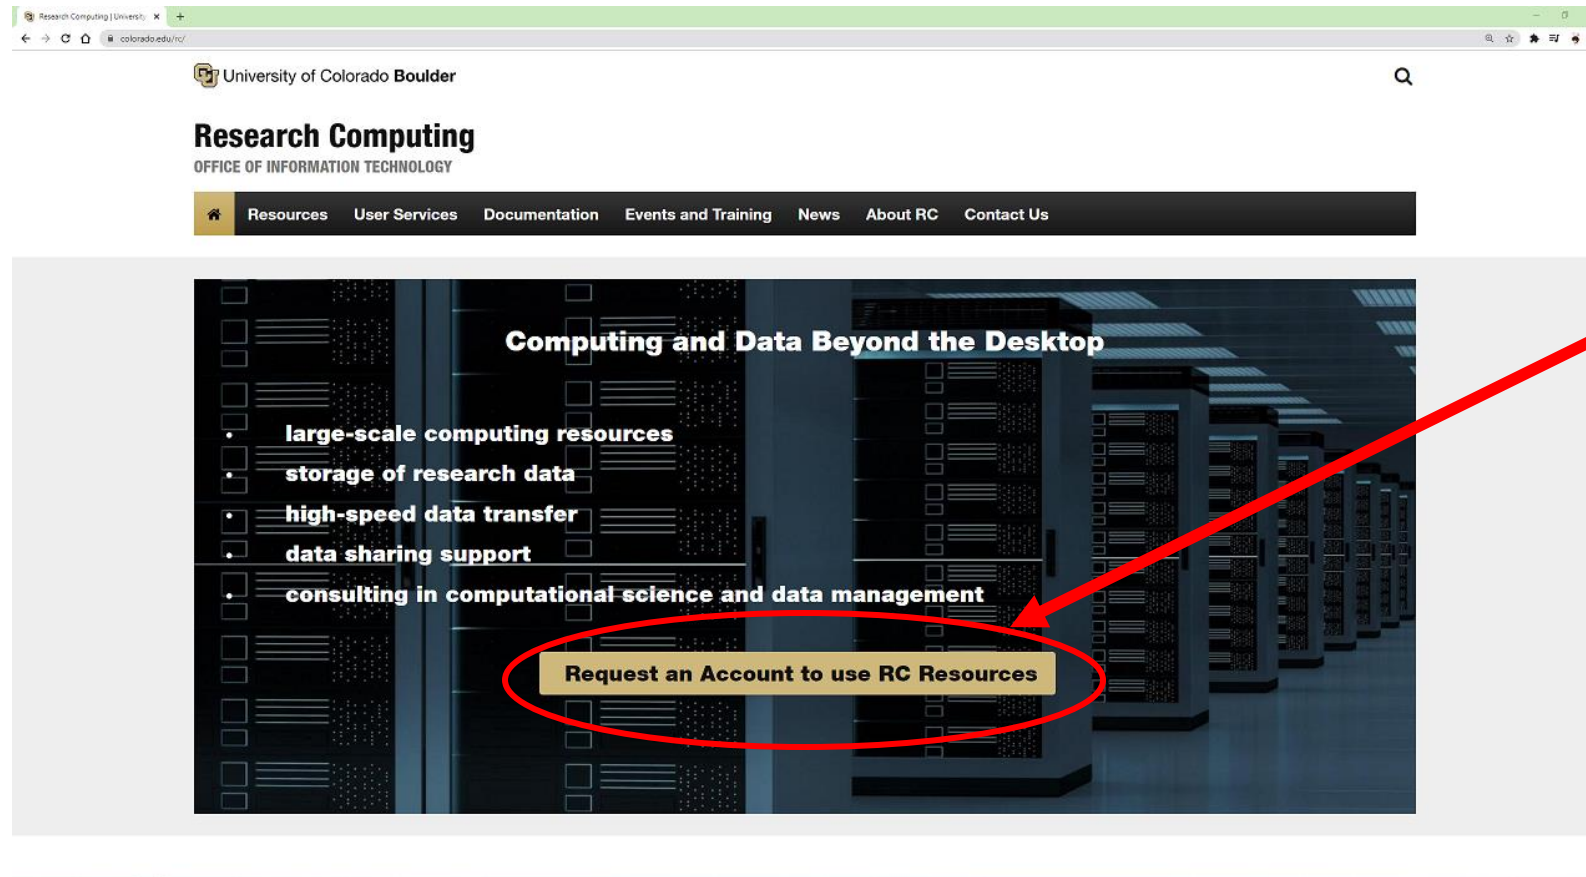 Research Computing | University
colorado.edu/rc/
University of Colorado Boulder
Research Computing
OFFICE OF INFORMATION TECHNOLOGY
Resources User Services Documentation Events and Training News About RC Contact Us
Computing and Data Beyond the Desktop
• large-scale computing resources
• storage of research data
• high-speed data transfer
• data sharing support
• consulting in computational science and data management
Request an Account to use RC Resources